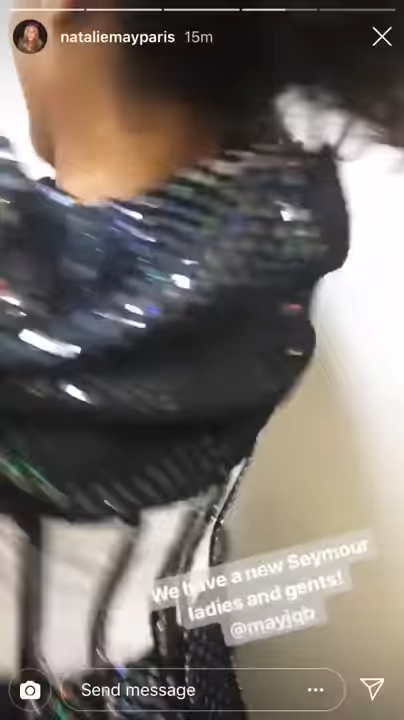 nataliemayparis 15m
We have a new Seymour
ladies and gents!
@mayjqb
Send message